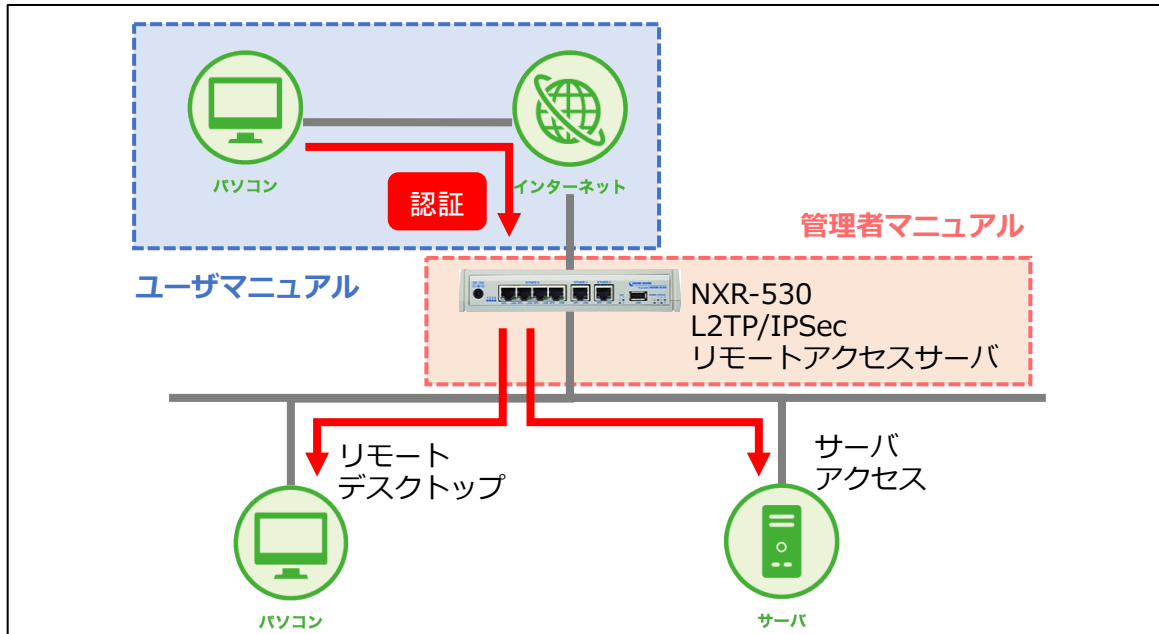 パソコン
インターネット
認証
ユーザマニュアル
管理者マニュアル
NXR-530
L2TP/IPSec
リモートアクセスサーバ
リモート
デスクトップ
サーバ
アクセス
パソコン
サーバ